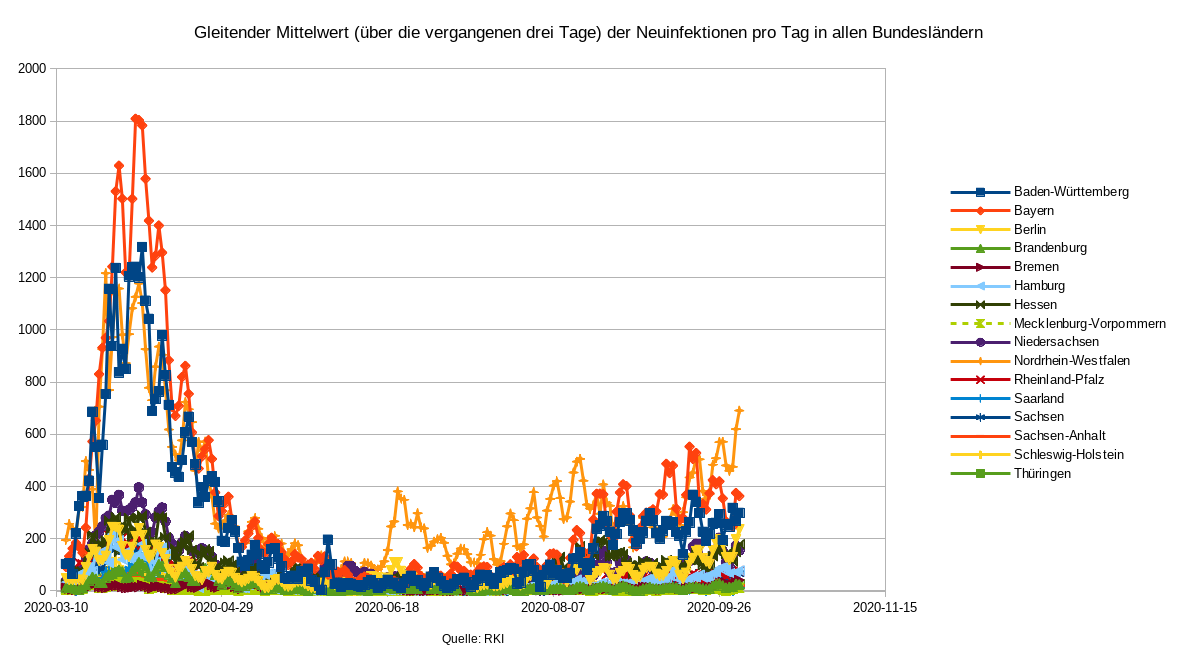 Gleitender Mittelwert (über die vergangenen drei Tage) der Neuinfektionen pro Tag in allen Bundesländern
2000
1800
1600
1400
1200
1000
800
600
400
200
0
2020-03-10 2020-04-29 2020-06-18 2020-08-07 2020-09-26 2020-11-15
Baden-Württemberg
Bayern
Berlin
Brandenburg
Bremen
Hamburg
Hessen
Mecklenburg-Vorpommern
Niedersachsen
Nordrhein-Westfalen
Rheinland-Pfalz
Saarland
Sachsen
Sachsen-Anhalt
Schleswig-Holstein
Thüringen
Quelle: RKI